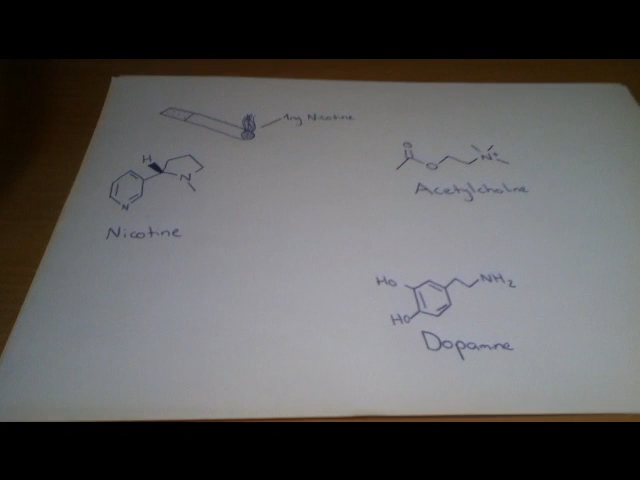 1mg Nicotine
H
N
N
Nicotine
O
O
N+
Acetylcholine
HO
NH2
HO
Dopamine